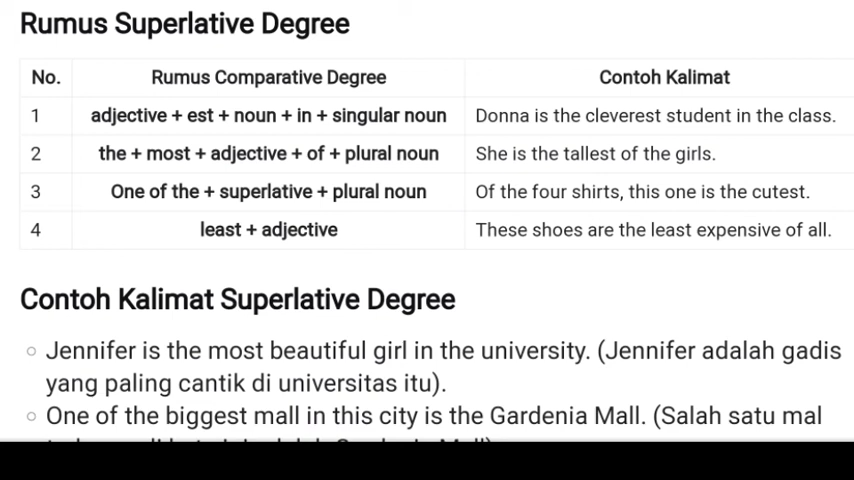 Rumus Superlative Degree
No. Rumus Comparative Degree Contoh Kalimat
1 adjective + est + noun + in + singular noun Donna is the cleverest student in the class.
2 the + most + adjective + of + plural noun She is the tallest of the girls.
3 One of the + superlative + plural noun Of the four shirts, this one is the cutest.
4 least + adjective These shoes are the least expensive of all.
Contoh Kalimat Superlative Degree
Jennifer is the most beautiful girl in the university. (Jennifer adalah gadis
yang paling cantik di universitas itu).
One of the biggest mall in this city is the Gardenia Mall. (Salah satu mal